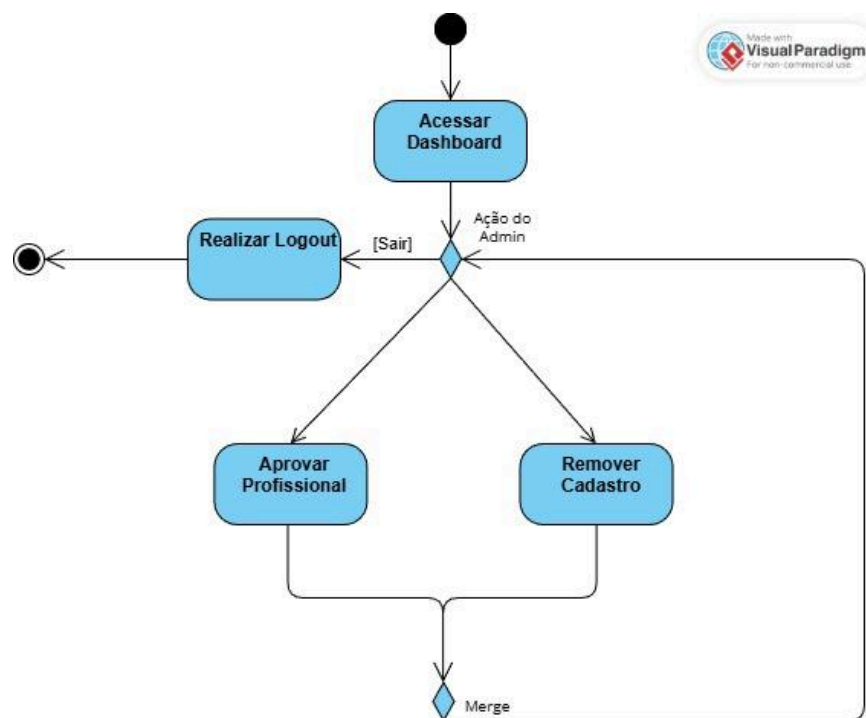 Made with
Visual Paradigm
For non-commercial use
Acessar
Dashboard
Ação do
Admin
Realizar Logout
[Sair]
Aprovar
Profissional
Remover
Cadastro
Merge